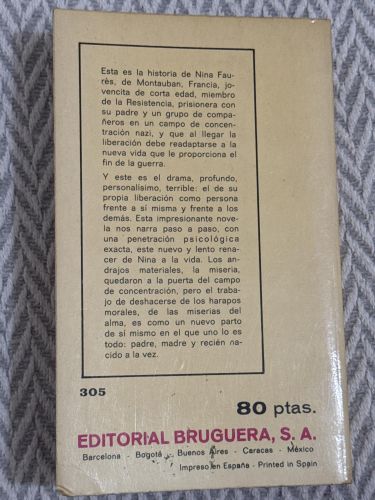 Esta es la historia de Nina Fau-
rès, de Montauban, Francia, jo-
vencita de corta edad, miembro
de la Resistencia, prisionera con
su padre y un grupo de compa-
ñeros en un campo de concen-
tración nazi, y que al llegar la
liberación debe readaptarse a la
nueva vida que le proporciona el
fin de la guerra.
Y este es el drama, profundo,
personalísimo, terrible: el de su
propia liberación como persona
frente a sí misma y frente a los
demás. Esta impresionante nove-
la nos narra paso a paso, con
una penetración psicológica
exacta, este nuevo y lento rena-
cer de Nina a la vida. Los an-
drajos materiales, la miseria,
quedaron a la puerta del campo
de concentración, pero el traba-
jo de deshacerse de los harapos
morales, de las miserias del
alma, es como un nuevo parto
de sí mismo en el que uno lo es
todo: padre, madre y recién na-
cido a la vez.
305
80 ptas.
EDITORIAL BRUGUERA, S. A.
Barcelona - Bogotá - Buenos Aires - Caracas - México
Impreso en España - Printed in Spain